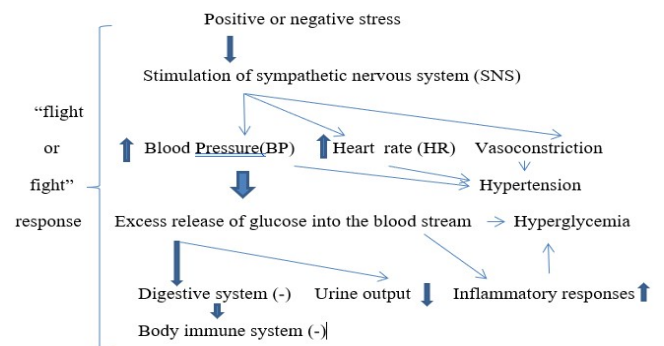 Positive or negative stress
Stimulation of sympathetic nervous system (SNS)
“flight
or
fight”
response
Blood Pressure(BP) Heart rate (HR) Vasoconstriction
Hypertension
Excess release of glucose into the blood stream Hyperglycemia
Digestive system (-) Urine output Inflammatory responses
Body immune system (-)